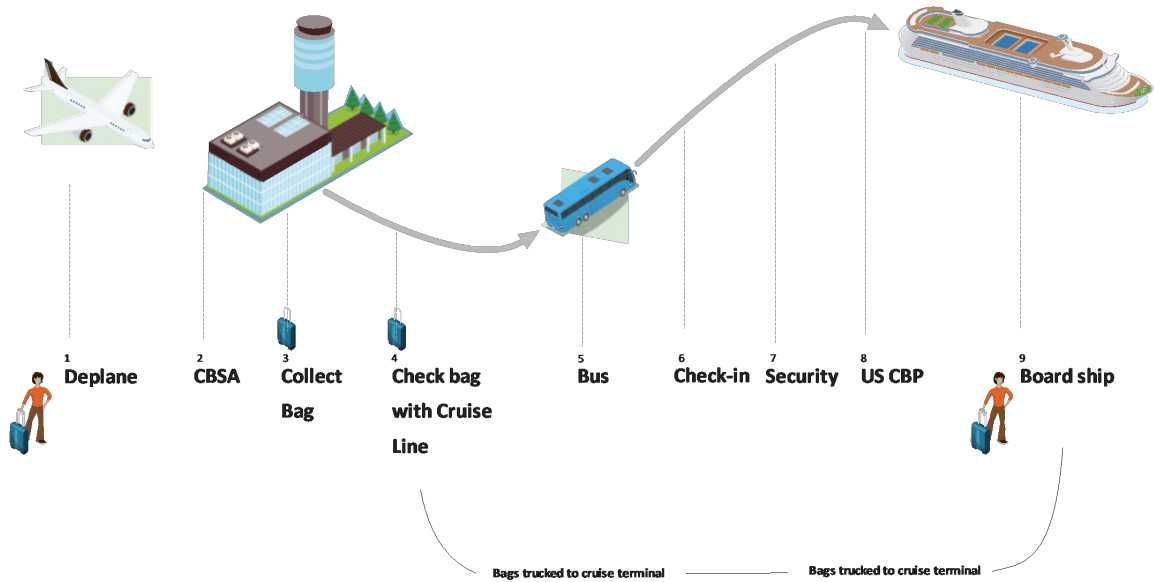 1
Deplane
2
CBSA
3
Collect
Bag
4
Check bag
with Cruise
Line
5
Bus
6
Check-in
7
Security
8
US CBP
9
Board ship
Bags trucked to cruise terminal
Bags trucked to cruise terminal